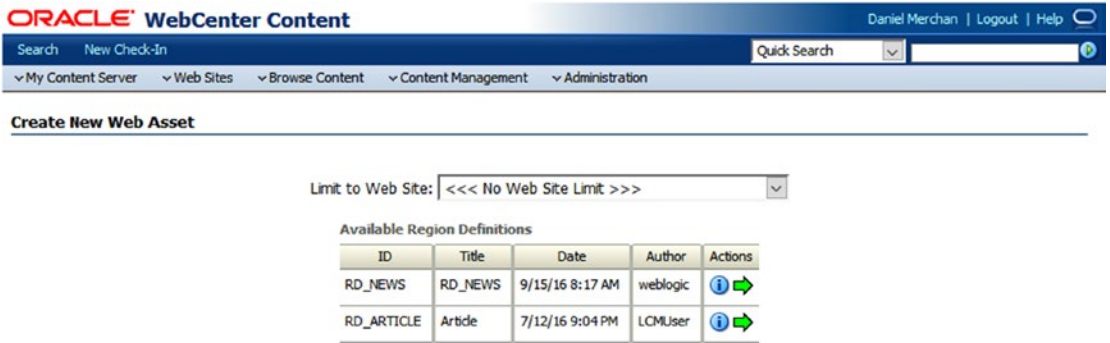 ORACLE® WebCenter Content
Daniel Merchan | Logout | Help
Search New Check-In
Quick Search
My Content Server Web Sites Browse Content Content Management Administration
Create New Web Asset
Limit to Web Site: <<< No Web Site Limit >>>
Available Region Definitions
ID Title Date Author Actions
RD_NEWS RD_NEWS 9/15/16 8:17 AM weblogic
RD_ARTICLE Article 7/12/16 9:04 PM LCMUser